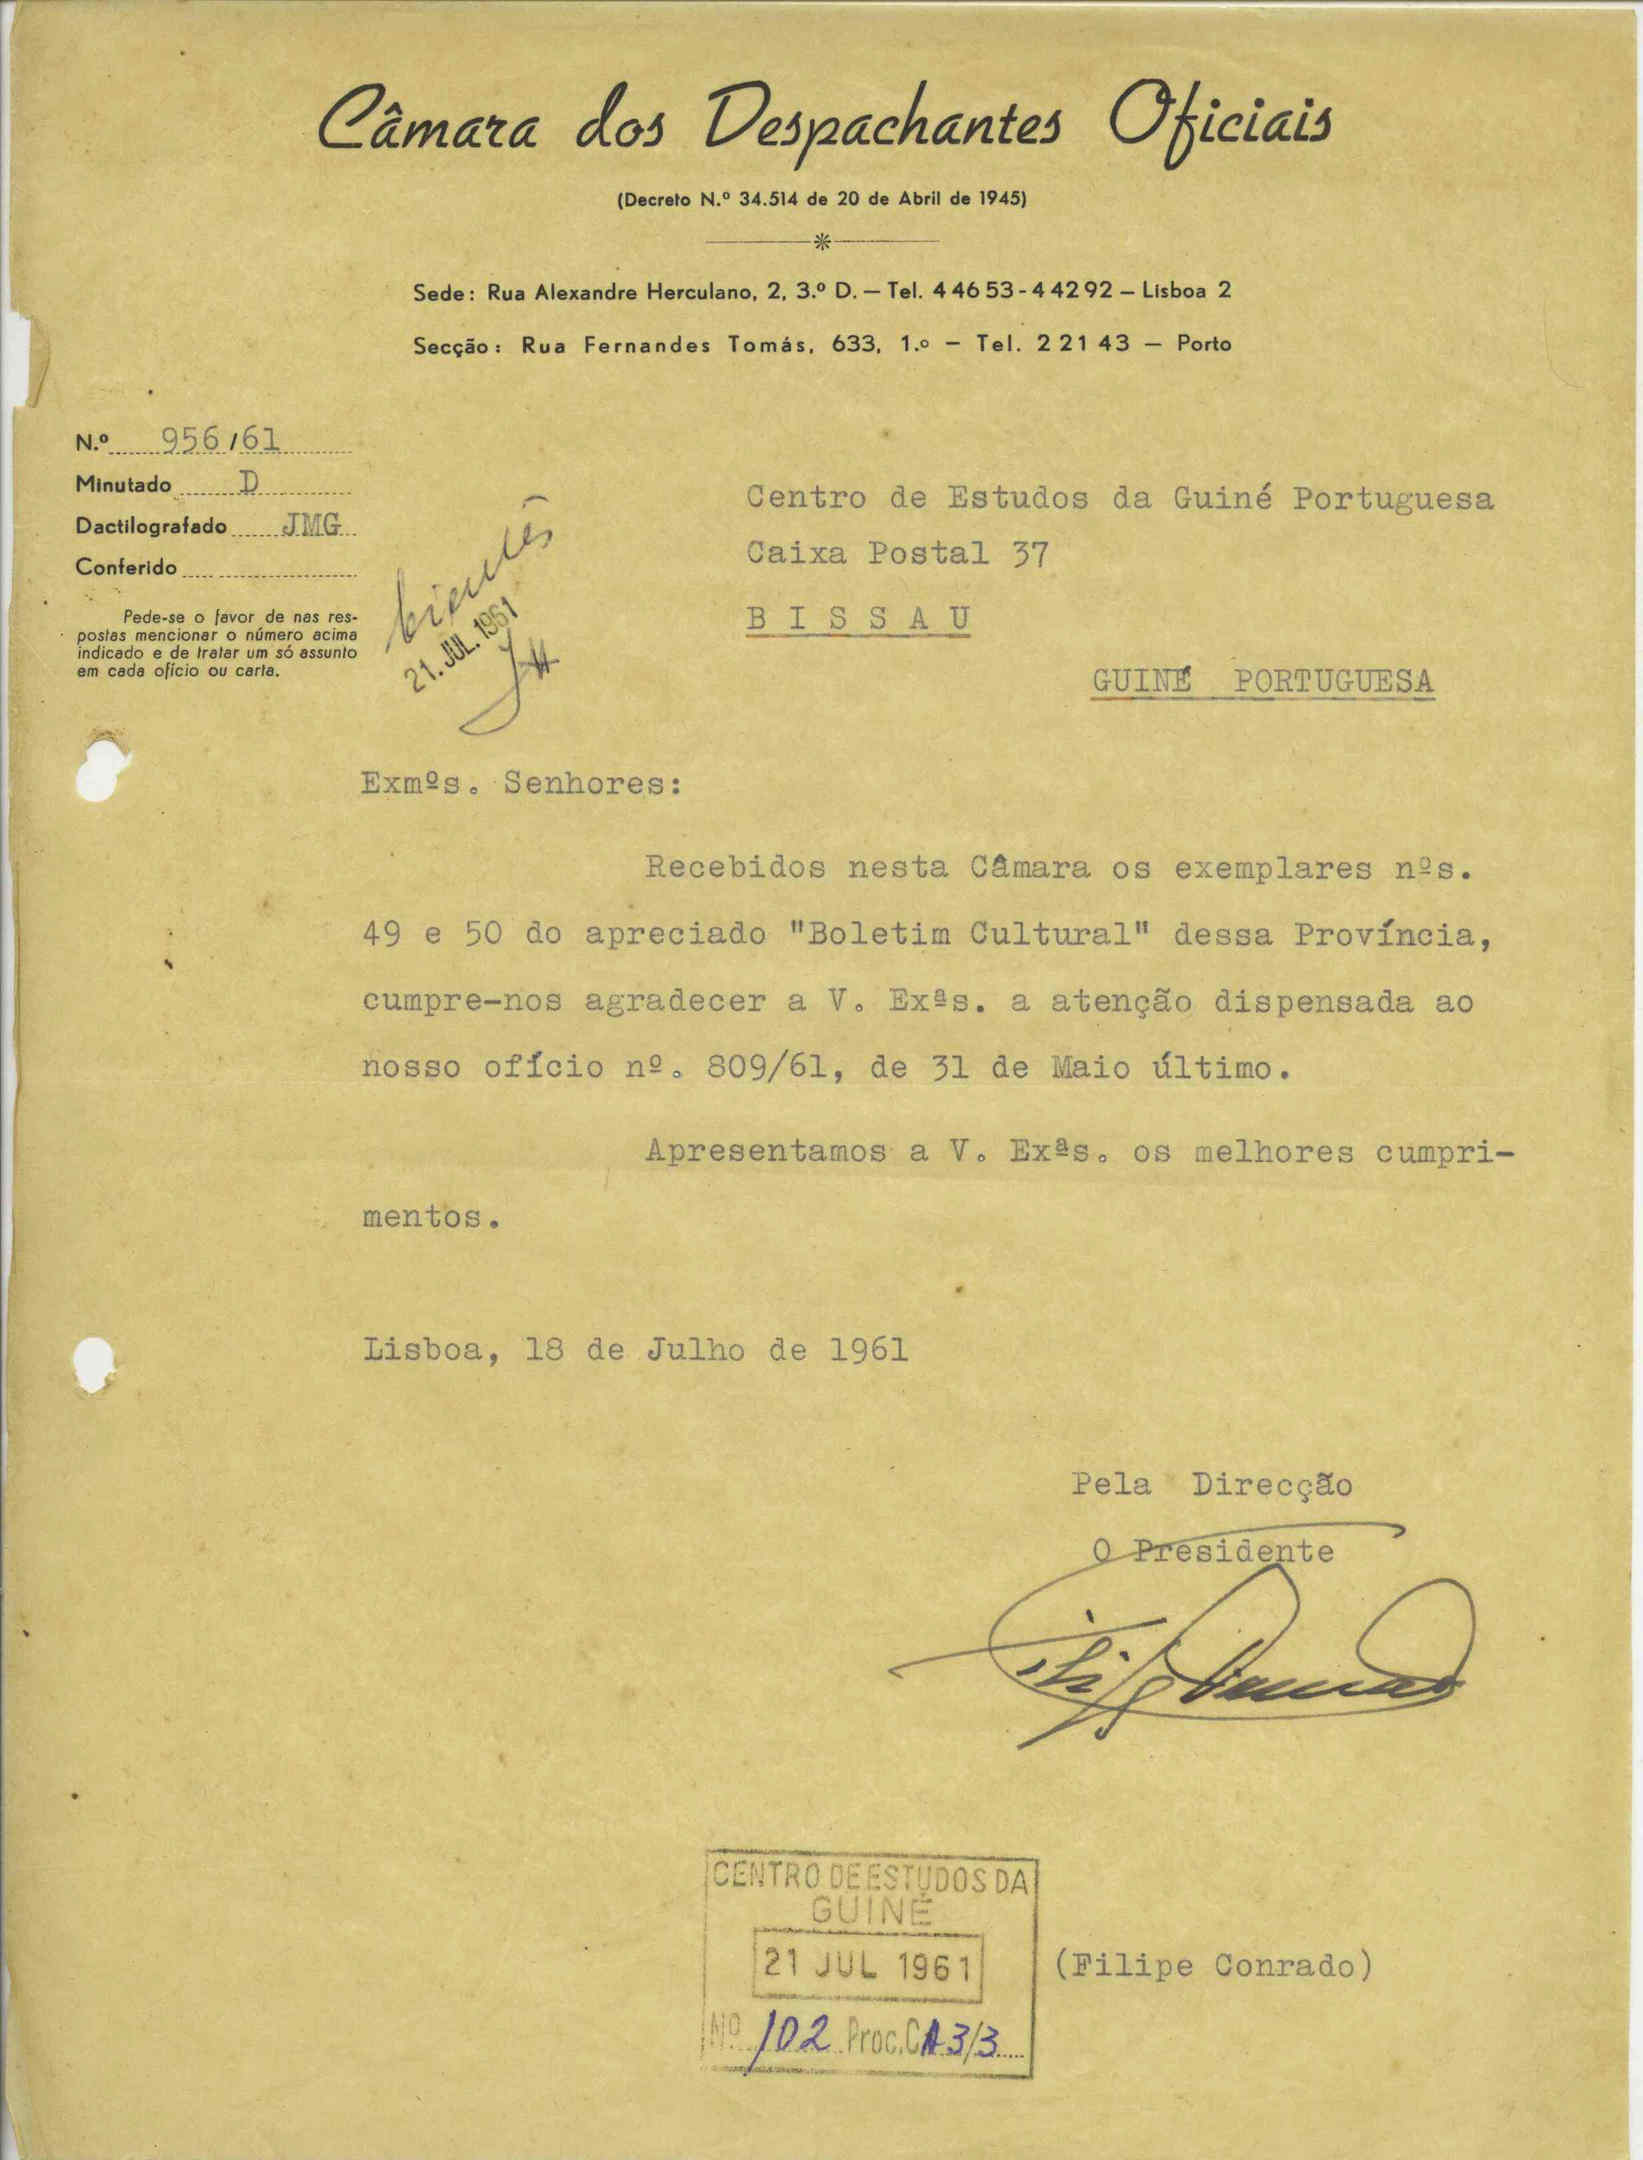 Câmara dos Despachantes Oficiais
(Decreto N.º 34.514 de 20 de Abril de 1945)
Sede: Rua Alexandre Herculano, 2, 3.º D. — Tel. 4 46 53 - 4 42 92 — Lisboa 2
Secção: Rua Fernandes Tomás, 633, 1.º — Tel. 2 21 43 — Porto
N.º 956/61
Minutado D
Dactilografado JMG
Conferido
Pede-se o favor de nas res-
postas mencionar o número acima
indicado e de tratar um só assunto
em cada ofício ou carta.
21. JUL. 1961
Centro de Estudos da Guiné Portuguesa
Caixa Postal 37
B I S S A U
GUINÉ PORTUGUESA
Exmºs. Senhores:
Recebidos nesta Câmara os exemplares nºs.
49 e 50 do apreciado "Boletim Cultural" dessa Província,
cumpre-nos agradecer a V. Exªs. a atenção dispensada ao
nosso ofício nº. 809/61, de 31 de Maio último.
Apresentamos a V. Exªs. os melhores cumpri-
mentos.
Lisboa, 18 de Julho de 1961
Pela Direcção
O Presidente
CENTRO DE ESTUDOS DA
GUINÉ
21 JUL 1961
Nº 102 Proc. CA 3/3
(Filipe Conrado)